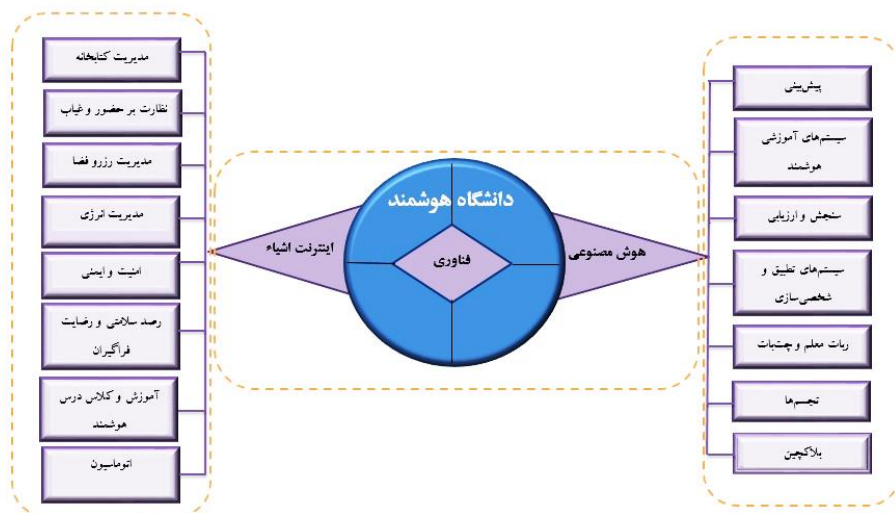 دانشگاه هوشمند
فناوری
هوش مصنوعی
پیش‌بینی
سیستم‌های آموزشی
هوشمند
سنجش و ارزیابی
سیستم‌های تطبیق و
شخصی‌سازی
ربات معلم و چت‌بات
تجسم‌ها
بلاکچین
اینترنت اشیاء
مدیریت کتابخانه
نظارت بر حضور و غیاب
مدیریت رزرو فضا
مدیریت انرژی
امنیت و ایمنی
رصد سلامتی و رضایت
فراگیران
آموزش و کلاس درس
هوشمند
اتوماسیون